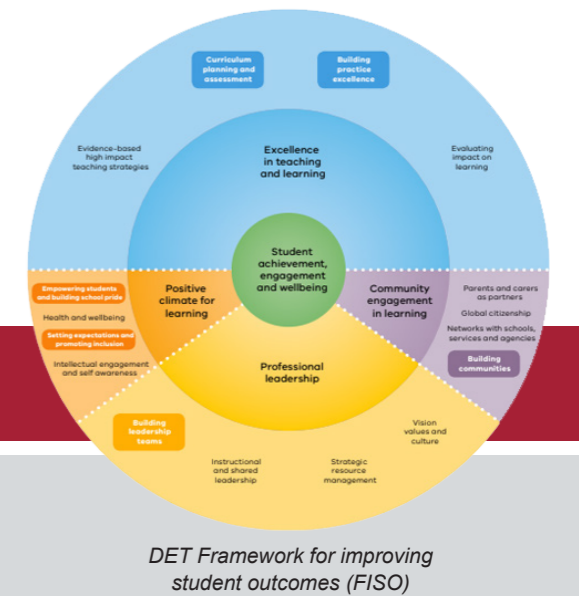 Curriculum
planning and
assessment
Building
practice
excellence
Evidence-based
high impact
teaching strategies
Excellence
in teaching
and learning
Evaluating
impact on
learning
Student
achievement,
engagement
and wellbeing
Empowering students
and building school pride
Health and wellbeing
Setting expectations and
promoting inclusion
Intellectual engagement
and self awareness
Positive
climate for
learning
Community
engagement
in learning
Parents and carers
as partners
Global citizenship
Networks with schools,
services and agencies
Building
communities
Professional
leadership
Building
leadership
teams
Instructional
and shared
leadership
Strategic
resource
management
Vision
values and
culture
DET Framework for improving
student outcomes (FISO)